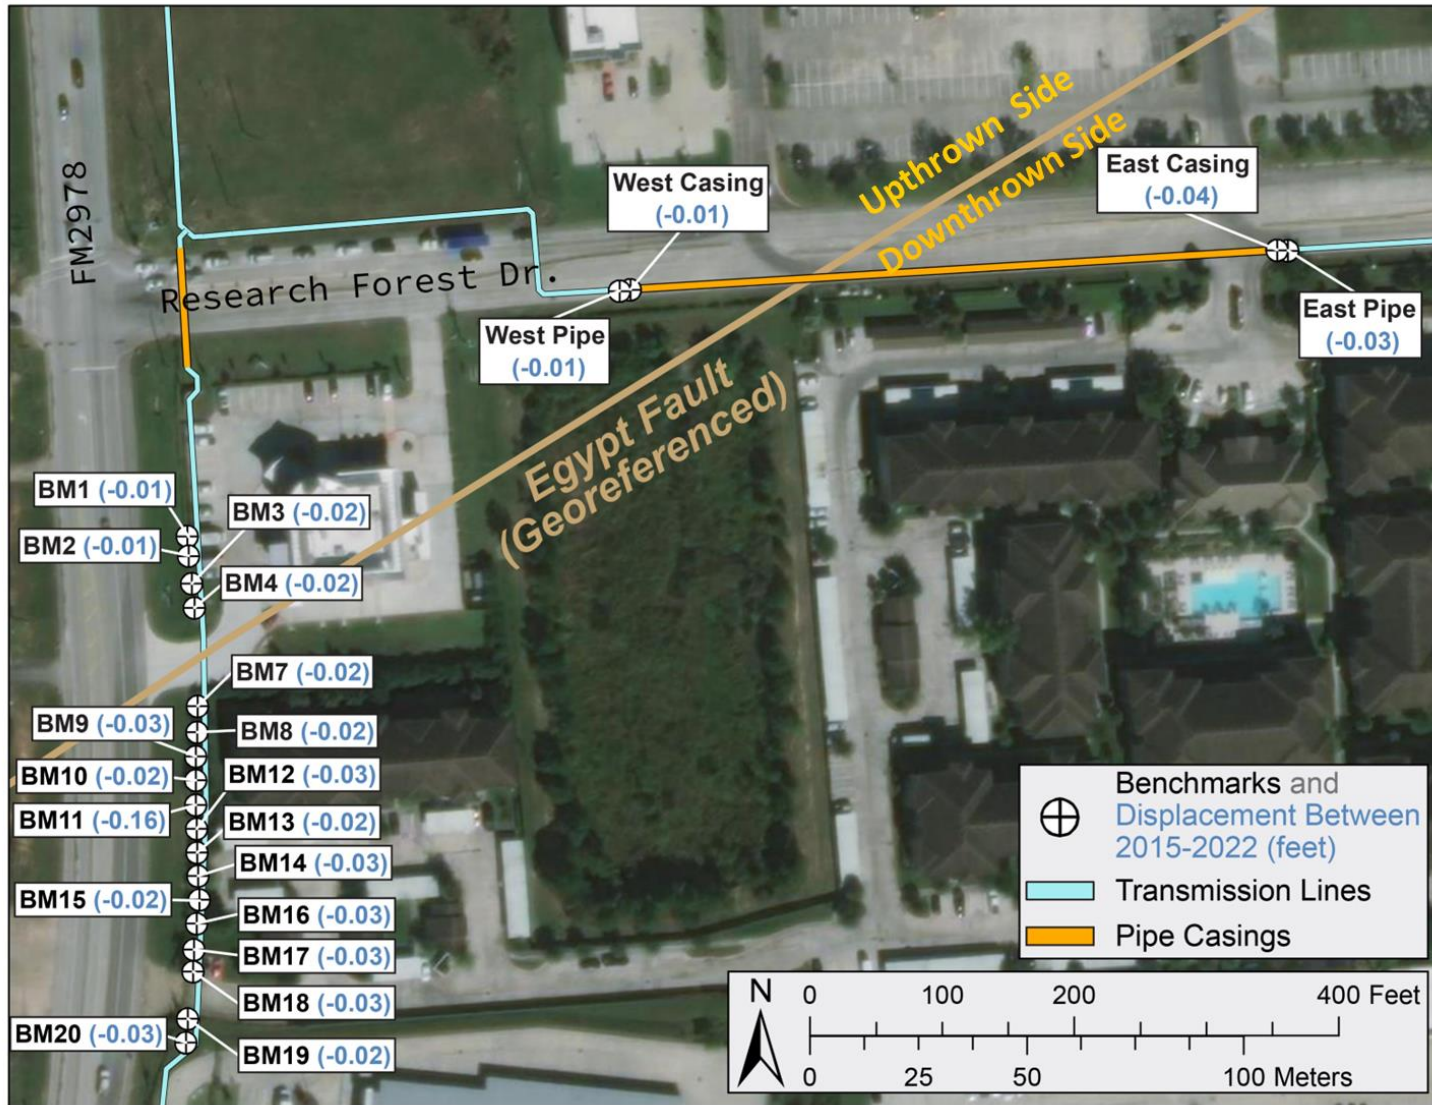 FM2978
Research Forest Dr.
West Casing
(-0.01)
West Pipe
(-0.01)
Upthrown Side
Downthrown Side
East Casing
(-0.04)
East Pipe
(-0.03)
Egypt Fault
(Georeferenced)
BM1 (-0.01)
BM2 (-0.01)
BM3 (-0.02)
BM4 (-0.02)
BM7 (-0.02)
BM8 (-0.02)
BM9 (-0.03)
BM10 (-0.02)
BM11 (-0.16)
BM12 (-0.03)
BM13 (-0.02)
BM14 (-0.03)
BM15 (-0.02)
BM16 (-0.03)
BM17 (-0.03)
BM18 (-0.03)
BM19 (-0.02)
BM20 (-0.03)
Benchmarks and
Displacement Between
2015-2022 (feet)
Transmission Lines
Pipe Casings
N
0 100 200 400 Feet
0 25 50 100 Meters